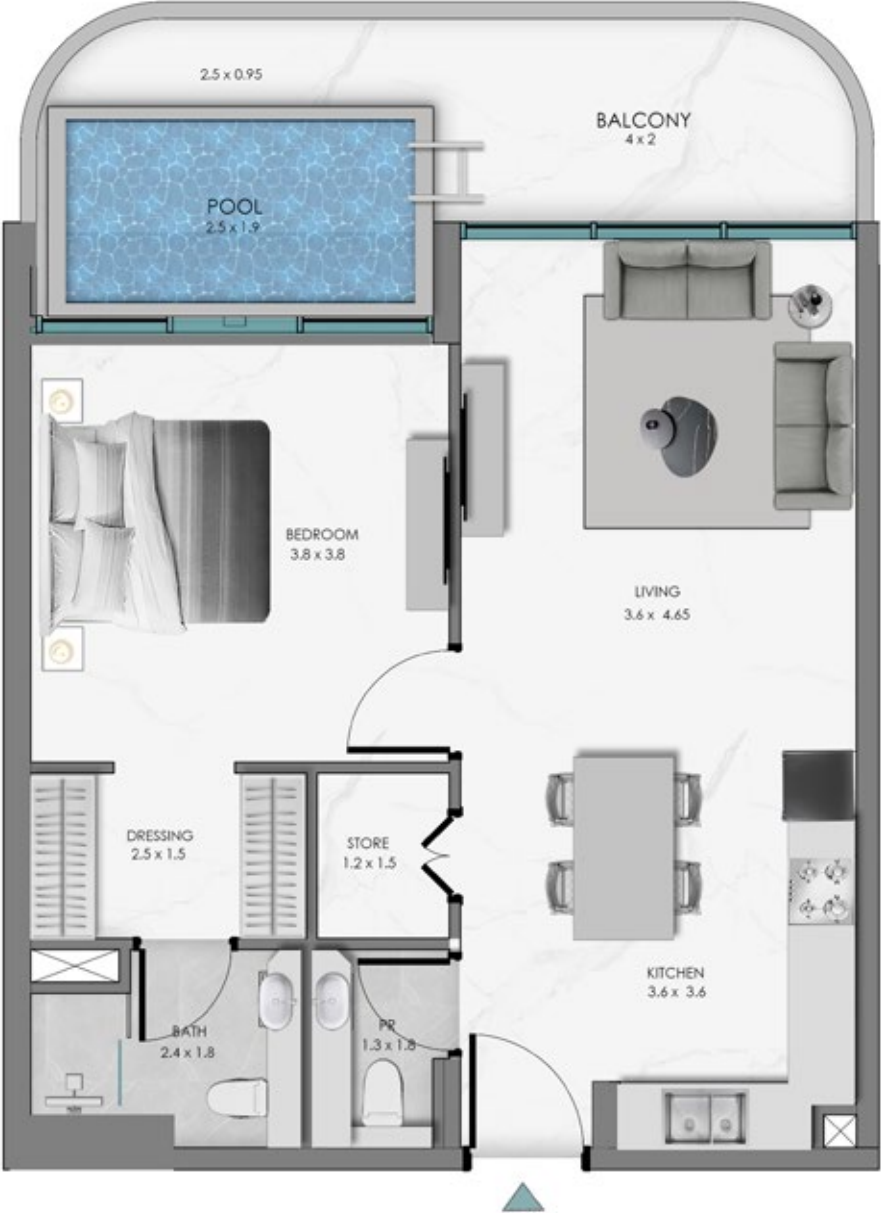 2.5 x 0.95
BALCONY
4 x 2
POOL
2.5 x 1.9
BEDROOM
3.8 x 3.8
LIVING
3.6 x 4.65
DRESSING
2.5 x 1.5
STORE
1.2 x 1.5
KITCHEN
3.6 x 3.6
BATH
2.4 x 1.8
PR
1.3 x 1.8